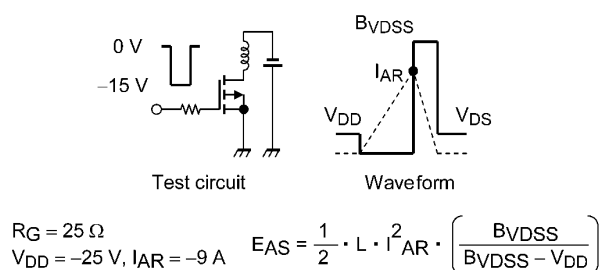 0 V
−15 V
Test circuit
BVDSS
IAR
VDD
VDS
Waveform
RG = 25 Ω
VDD = −25 V, IAR = −9 A
EAS = 1/2 · L · I²AR · (BVDSS / (BVDSS − VDD))